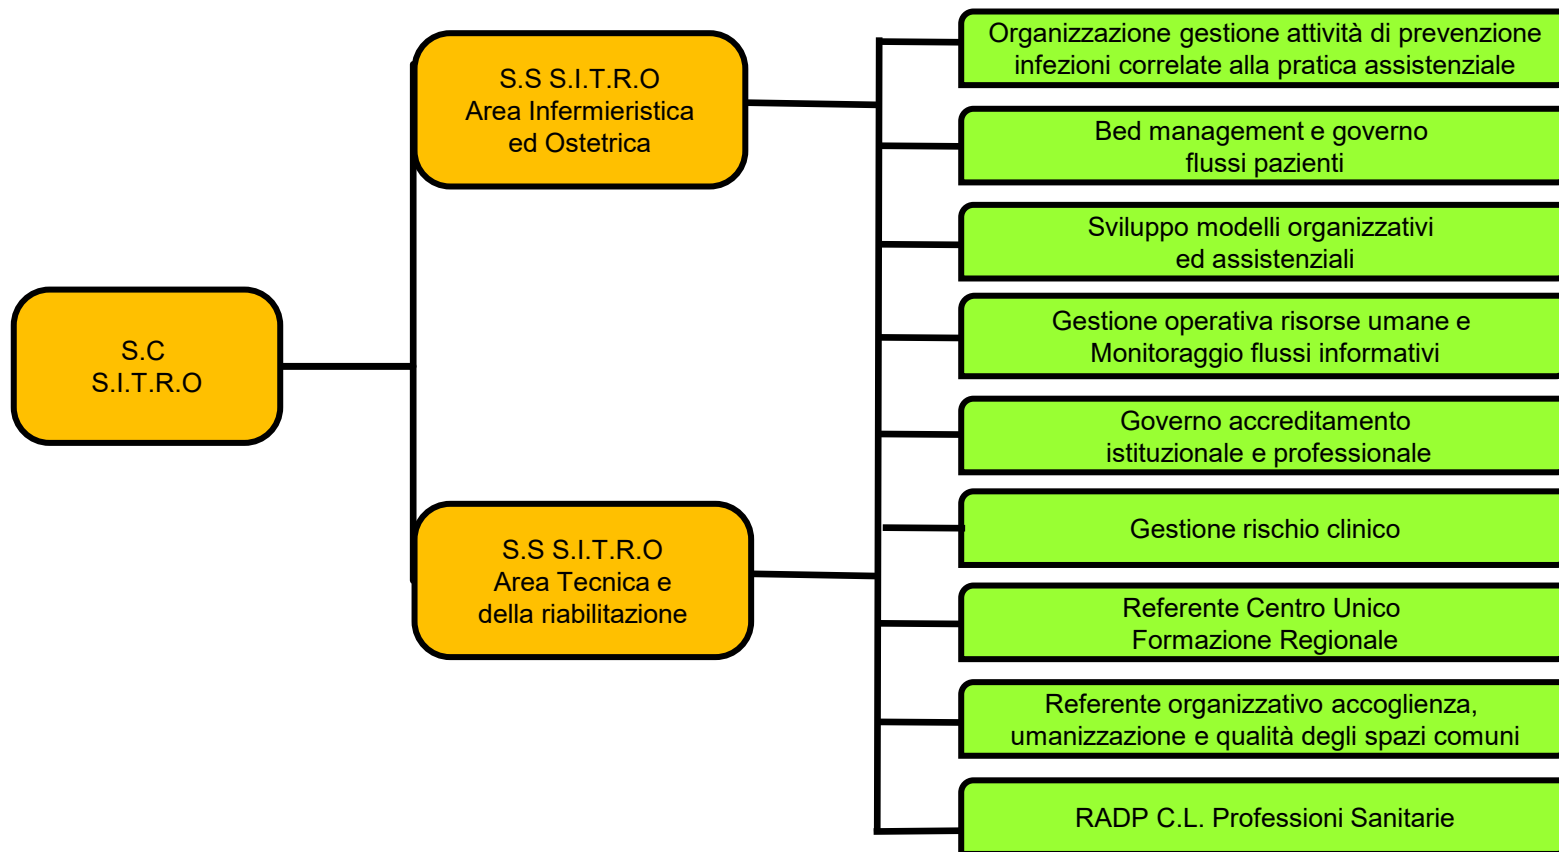 S.C
S.I.T.R.O
S.S S.I.T.R.O
Area Infermieristica
ed Ostetrica
S.S S.I.T.R.O
Area Tecnica e
della riabilitazione
Organizzazione gestione attività di prevenzione
infezioni correlate alla pratica assistenziale
Bed management e governo
flussi pazienti
Sviluppo modelli organizzativi
ed assistenziali
Gestione operativa risorse umane e
Monitoraggio flussi informativi
Governo accreditamento
istituzionale e professionale
Gestione rischio clinico
Referente Centro Unico
Formazione Regionale
Referente organizzativo accoglienza,
umanizzazione e qualità degli spazi comuni
RADP C.L. Professioni Sanitarie